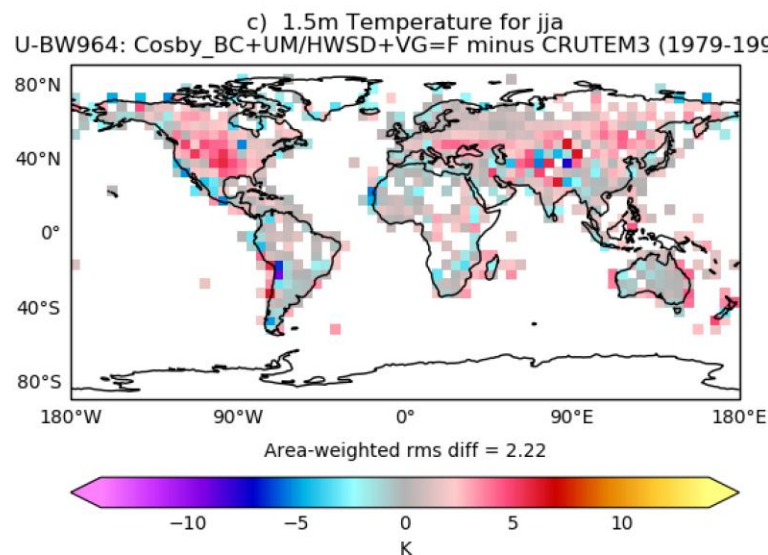 c)  1.5m Temperature for jja
U-BW964: Cosby_BC+UM/HWSD+VG=F minus CRUTEM3 (1979-199
80°N
40°N
0°
40°S
80°S
180°W 90°W 0° 90°E 180°E
Area-weighted rms diff = 2.22
−10 −5 0 5 10
K